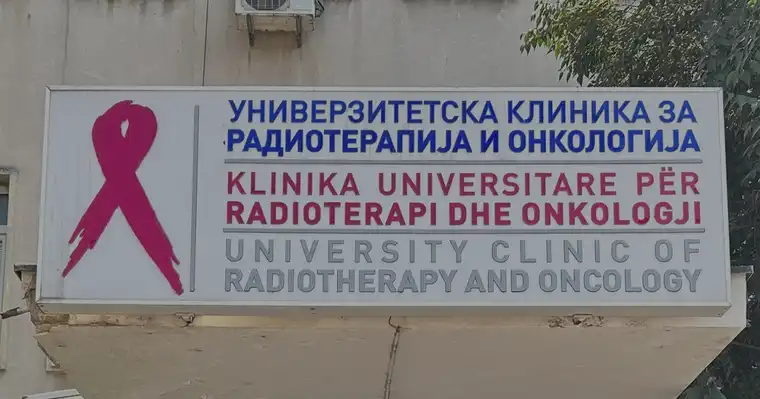 УНИВЕРЗИТЕТСКА КЛИНИКА ЗА
РАДИОТЕРАПИЈА И ОНКОЛОГИЈА
KLINIKA UNIVERSITARE PËR
RADIOTERAPI DHE ONKOLOGJI
UNIVERSITY CLINIC OF
RADIOTHERAPY AND ONCOLOGY